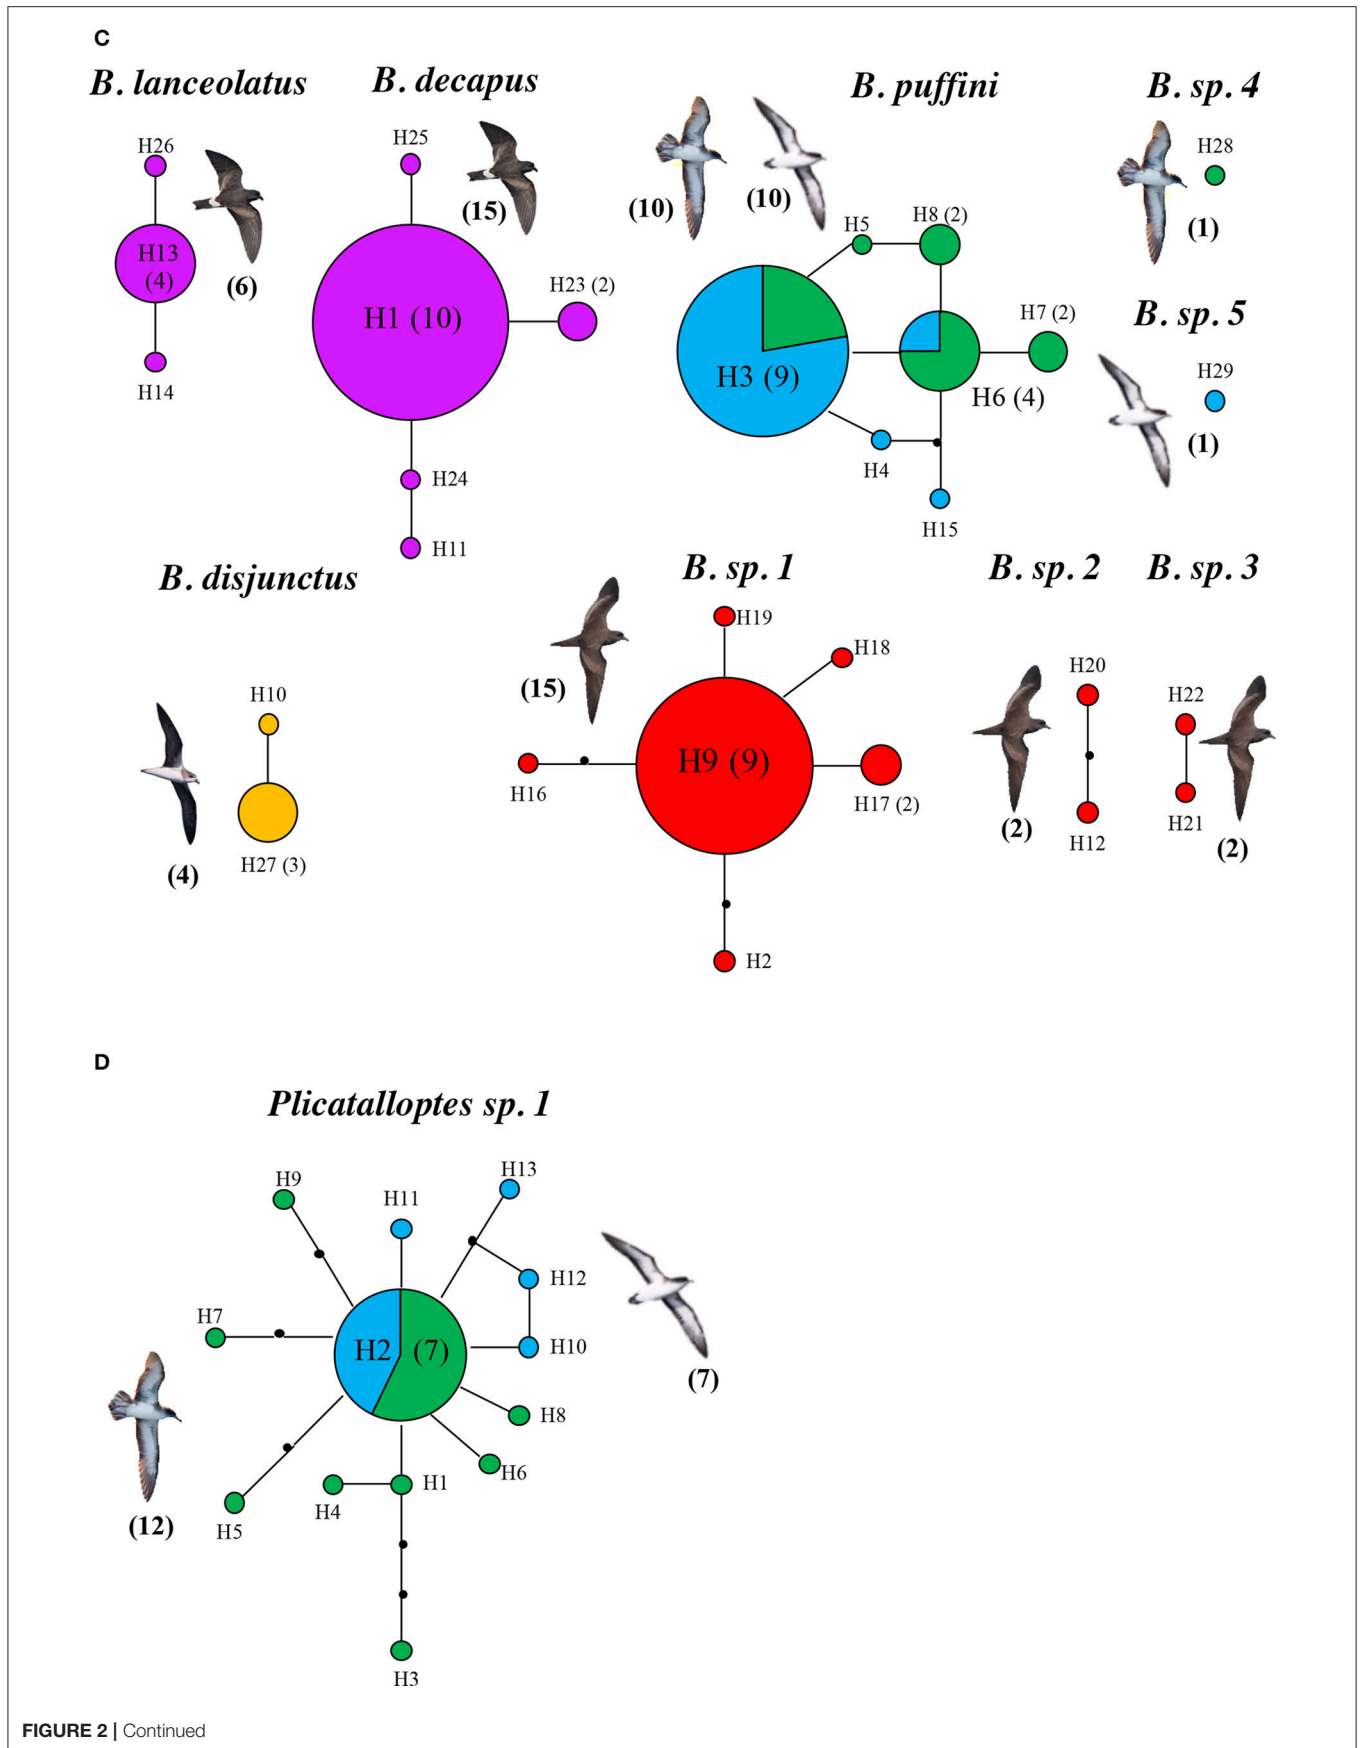 C
B. lanceolatus
B. decapus
B. puffini
B. sp. 4
H26
H13
(4)
(6)
H14
H25
(15)
H1 (10)
H23 (2)
H24
H11
(10)
(10)
H5
H8 (2)
H3 (9)
H7 (2)
H6 (4)
H4
H15
H28
(1)
B. sp. 5
H29
(1)
B. disjunctus
B. sp. 1
B. sp. 2
B. sp. 3
H10
(4)
H27 (3)
(15)
H19
H18
H9 (9)
H16
H17 (2)
H2
H20
(2)
H12
H22
H21
(2)
D
Plicatalloptes sp. 1
H9
H11
H13
H12
H7
H2 (7)
H10
(7)
H8
H6
H4
H1
H5
(12)
H3
FIGURE 2 | Continued